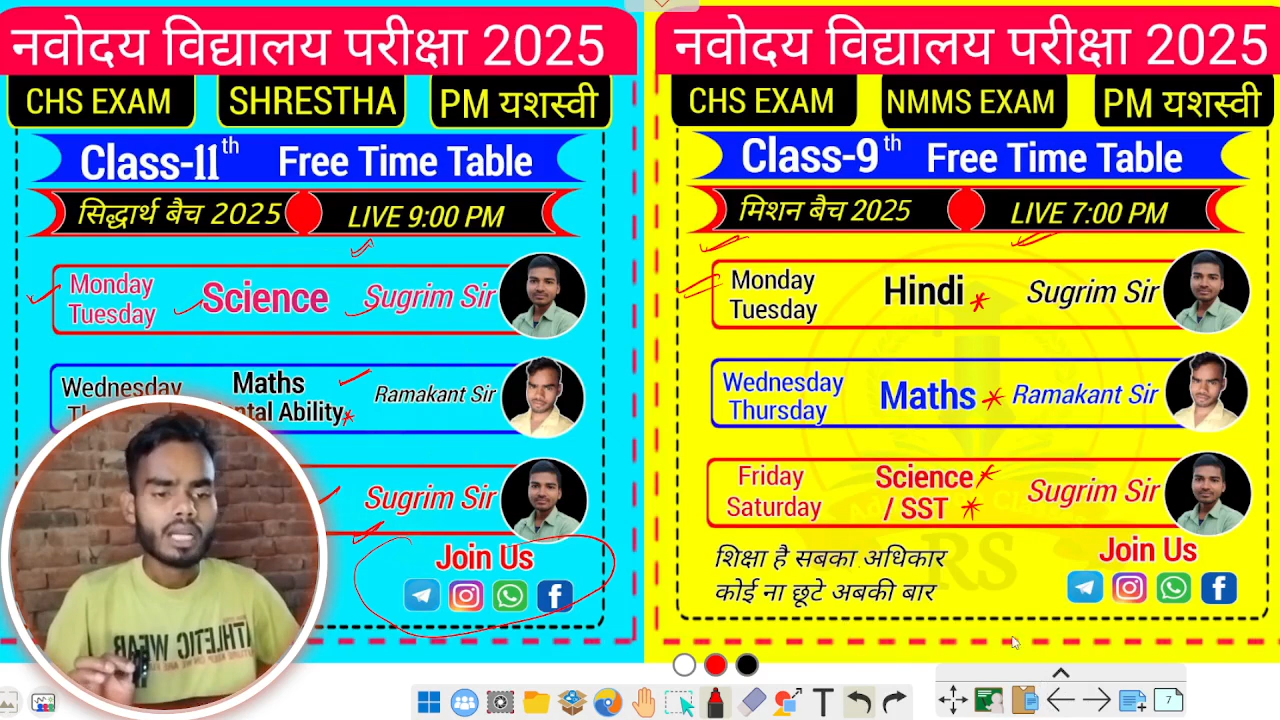 नवोदय विद्यालय परीक्षा 2025
CHS EXAM
SHRESTHA
PM यशस्वी
Class-11th Free Time Table
सिद्धार्थ बैच 2025
LIVE 9:00 PM
Monday
Tuesday
Science
Sugrim Sir
Wednesday
Maths
Ability
Ramakant Sir
Sugrim Sir
Join Us
ATHLETIC WEAR
नवोदय विद्यालय परीक्षा 2025
CHS EXAM
NMMS EXAM
PM यशस्वी
Class-9th Free Time Table
मिशन बैच 2025
LIVE 7:00 PM
Monday
Tuesday
Hindi
Sugrim Sir
Wednesday
Thursday
Maths
Ramakant Sir
Friday
Saturday
Science
/ SST
Sugrim Sir
शिक्षा है सबका अधिकार
कोई ना छूटे अबकी बार
RS
Join Us
7